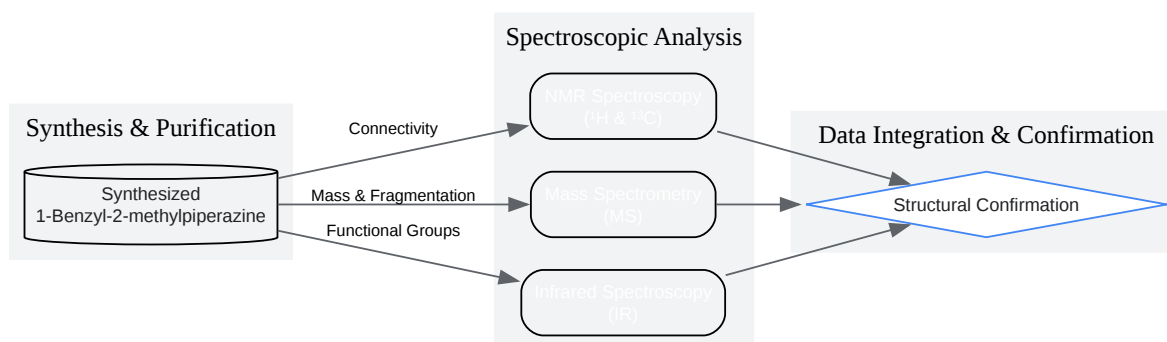 Synthesis & Purification
Synthesized
1-Benzyl-2-methylpiperazine
Connectivity
Mass & Fragmentation
Functional Groups
Spectroscopic Analysis
NMR Spectroscopy
(¹H & ¹³C)
Mass Spectrometry
(MS)
Infrared Spectroscopy
(IR)
Data Integration & Confirmation
Structural Confirmation